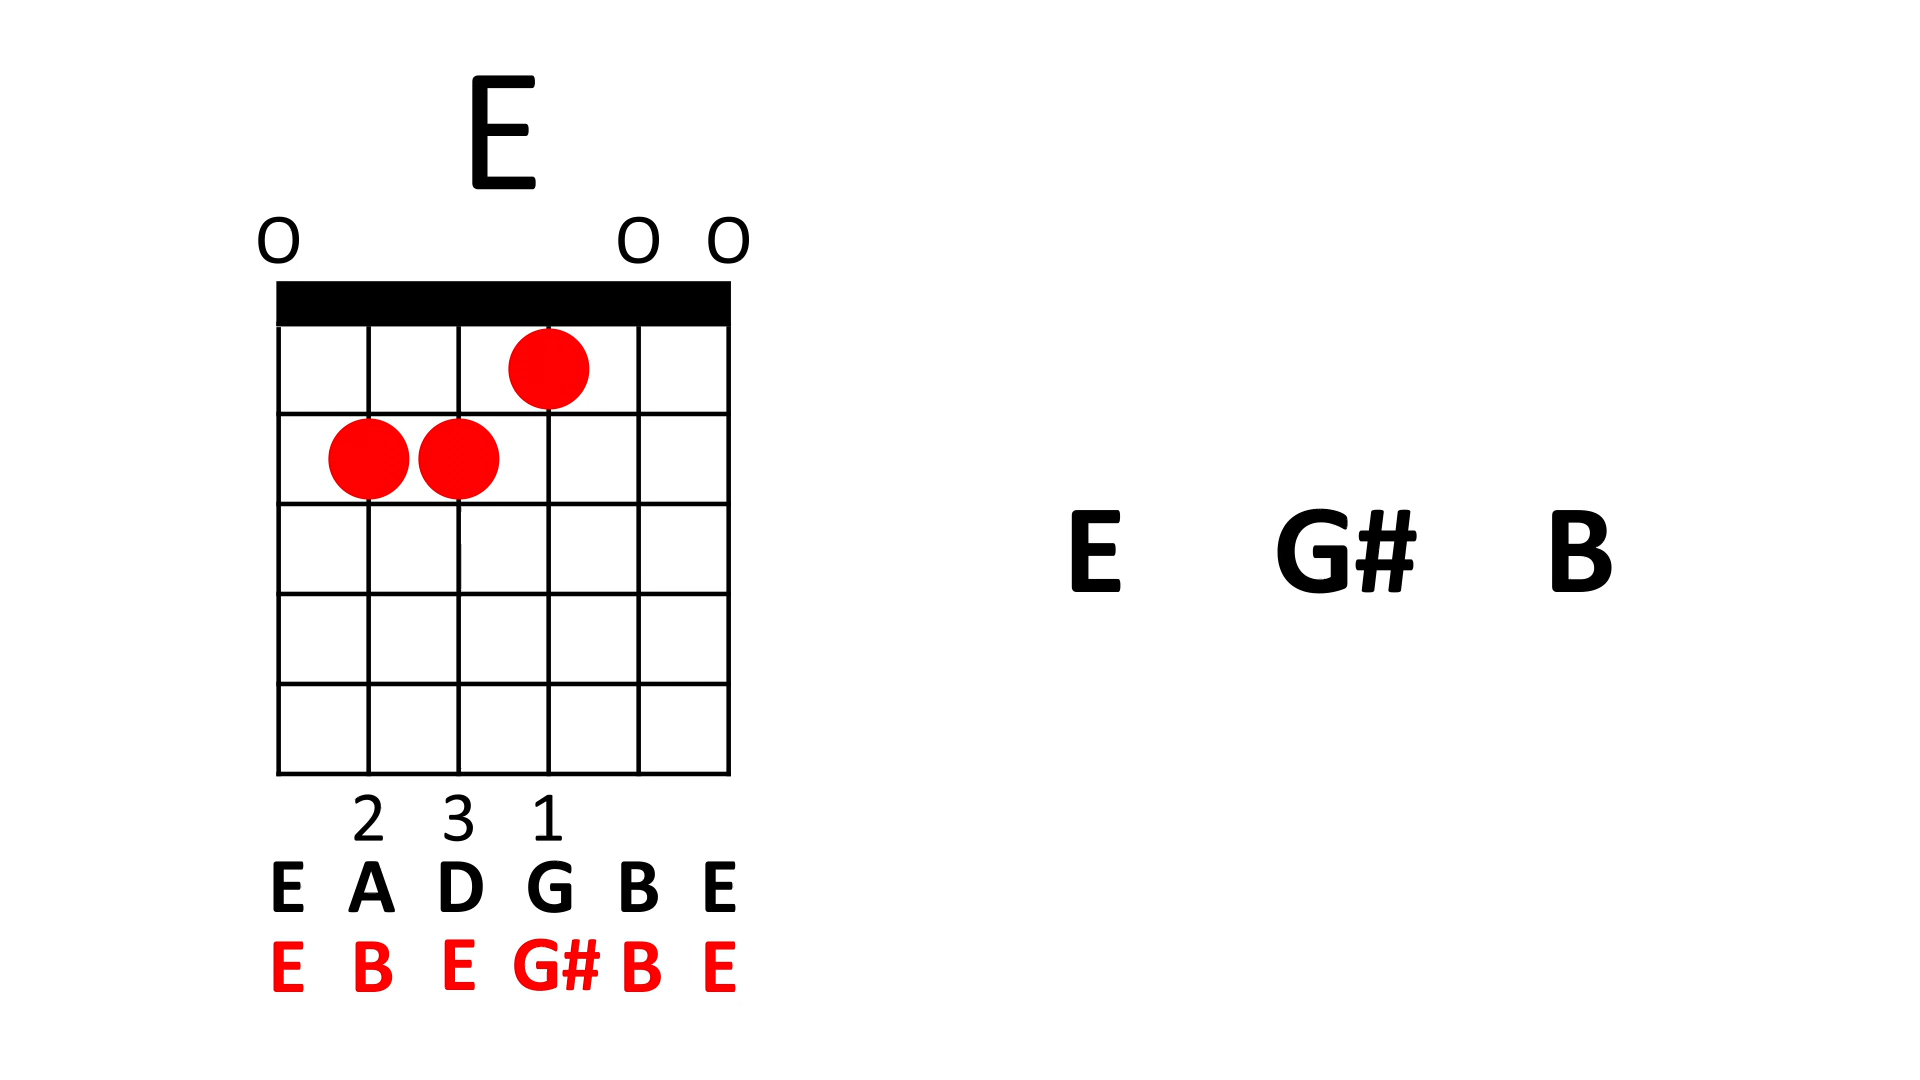 E
O O O
2 3 1
E A D G B E
E B E G# B E
E G# B